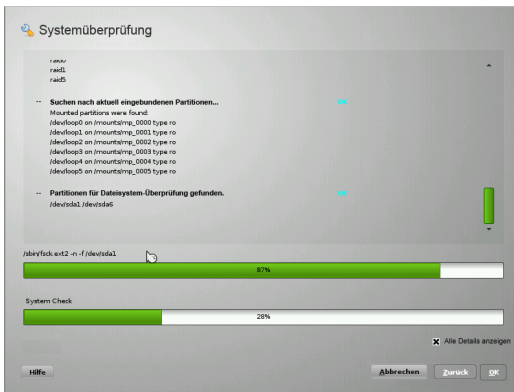 Systemüberprüfung
raid0
raid1
raid5
-- Suchen nach aktuell eingebundenen Partitionen...
Mounted partitions were found:
/dev/loop0 on /mounts/mp_0000 type ro
/dev/loop1 on /mounts/mp_0001 type ro
/dev/loop2 on /mounts/mp_0002 type ro
/dev/loop3 on /mounts/mp_0003 type ro
/dev/loop4 on /mounts/mp_0004 type ro
/dev/loop5 on /mounts/mp_0005 type ro
-- Partitionen für Dateisystem-Überprüfung gefunden.
/dev/sda1 /dev/sda6
/sbin/fsck.ext2 -n -f /dev/sda1
87%
System Check
28%
Alle Details anzeigen
Hilfe
Abbrechen Zurück OK